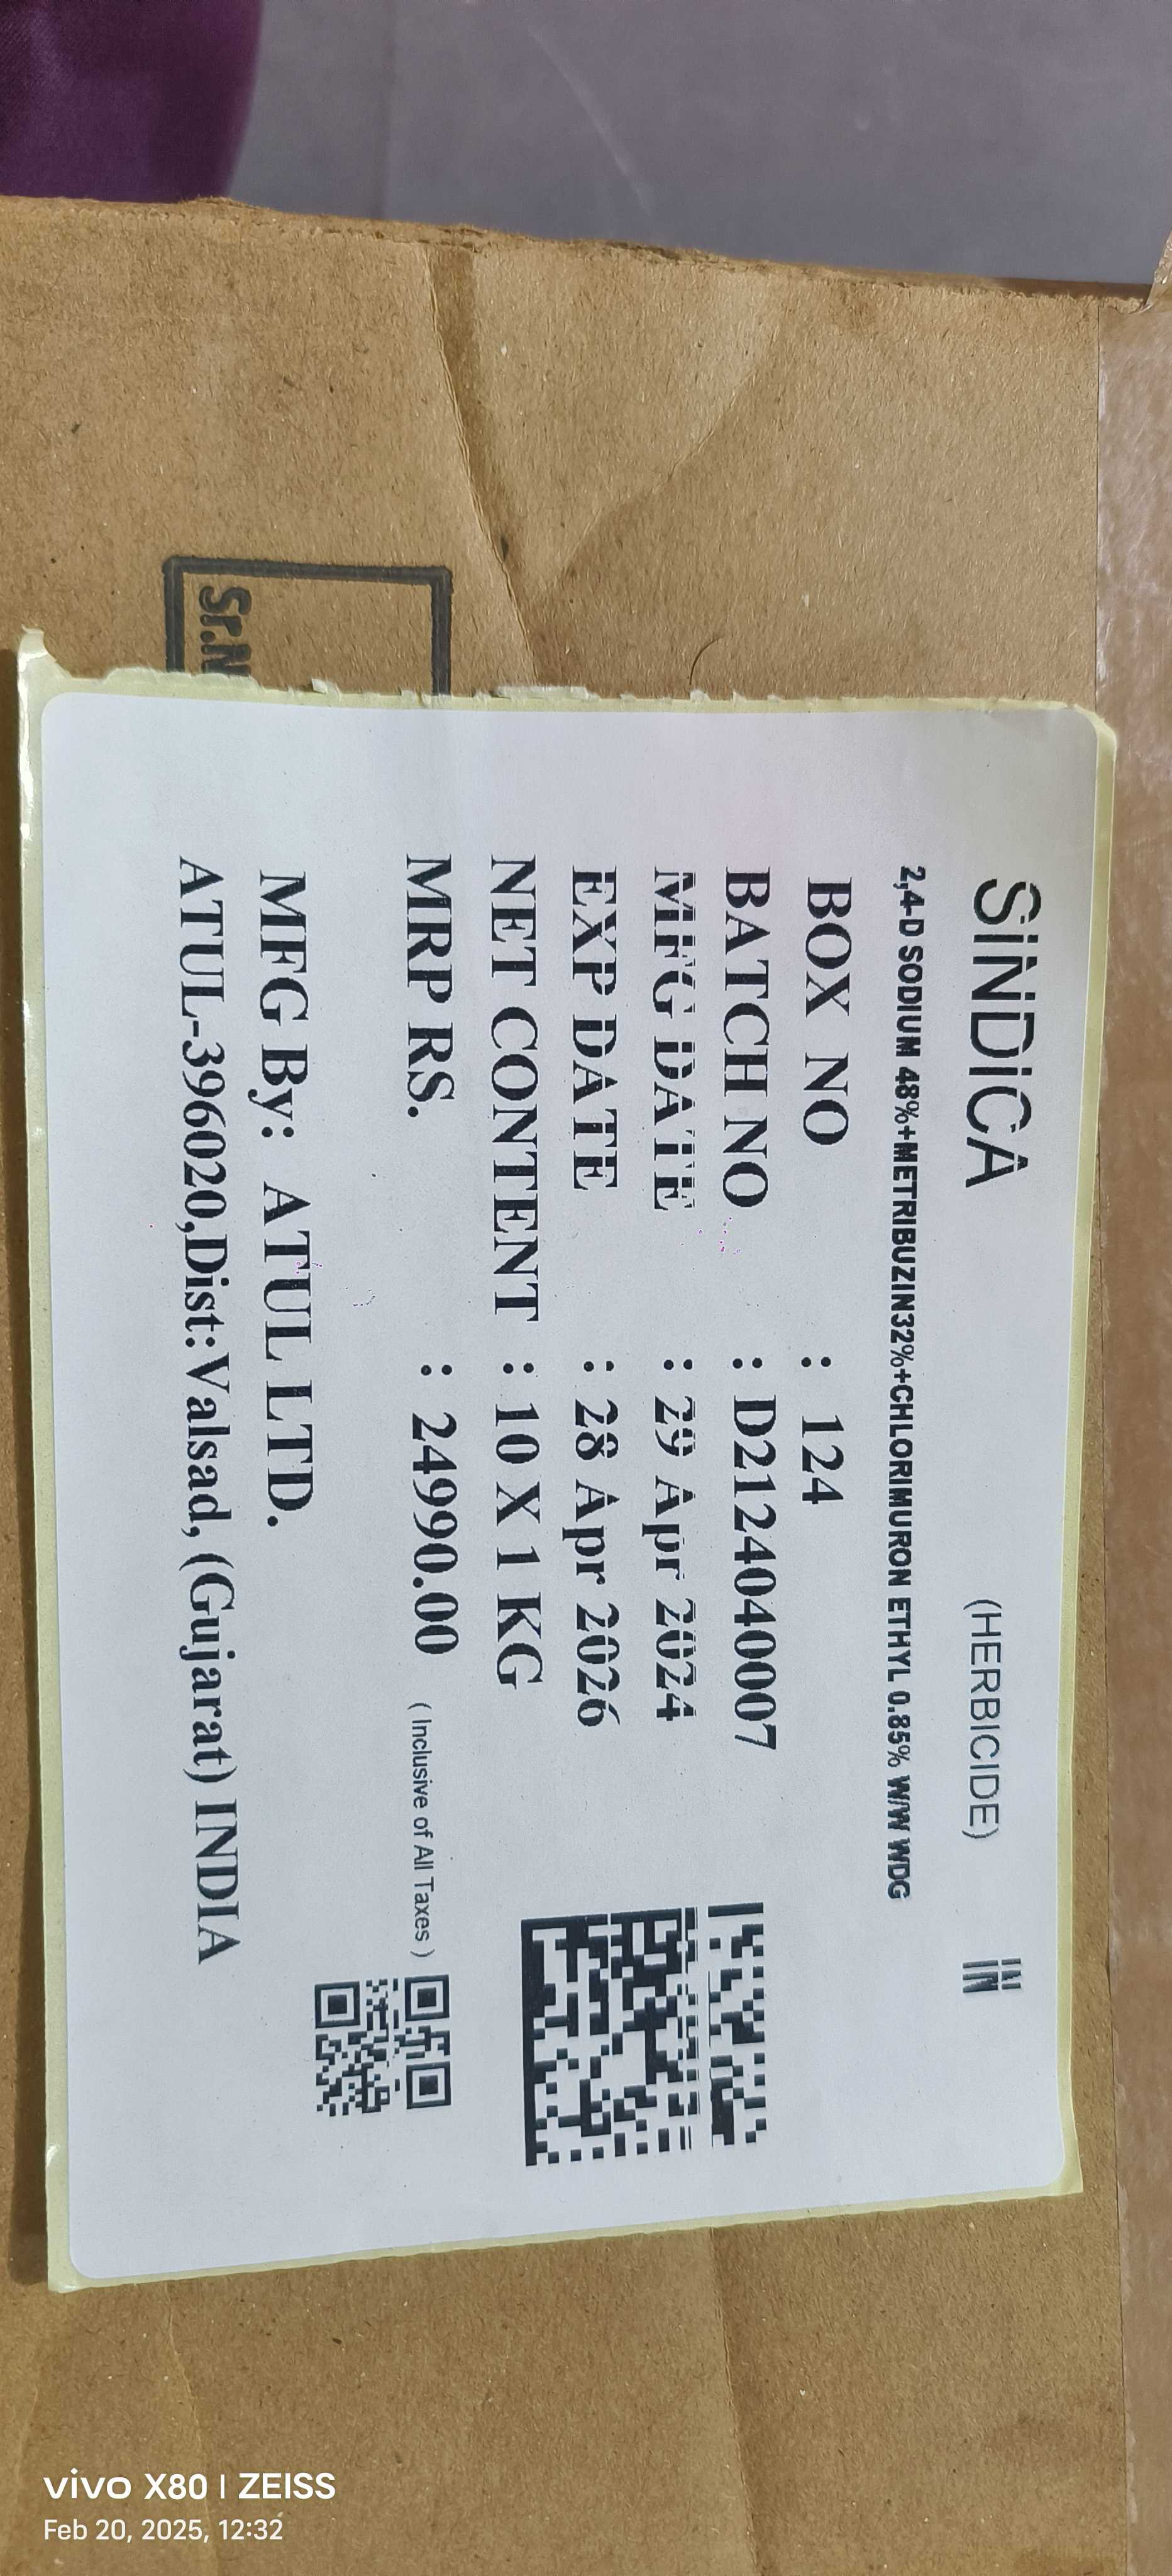 SiNDiCA (HERBICIDE) IN
2,4-D SODIUM 48%+METRIBUZIN32%+CHLORIMURON ETHYL 0.85% W/W WDG
BOX NO : 124
BATCH NO : D212404007
MFG DATE : 29 Apr 2024
EXP DATE : 28 Apr 2026
NET CONTENT : 10 X 1 KG
MRP RS. : 24990.00 ( Inclusive of All Taxes )
MFG By: ATUL LTD.
ATUL-396020,Dist:Valsad, (Gujarat) INDIA
Sr.N
vivo X80 | ZEISS
Feb 20, 2025, 12:32